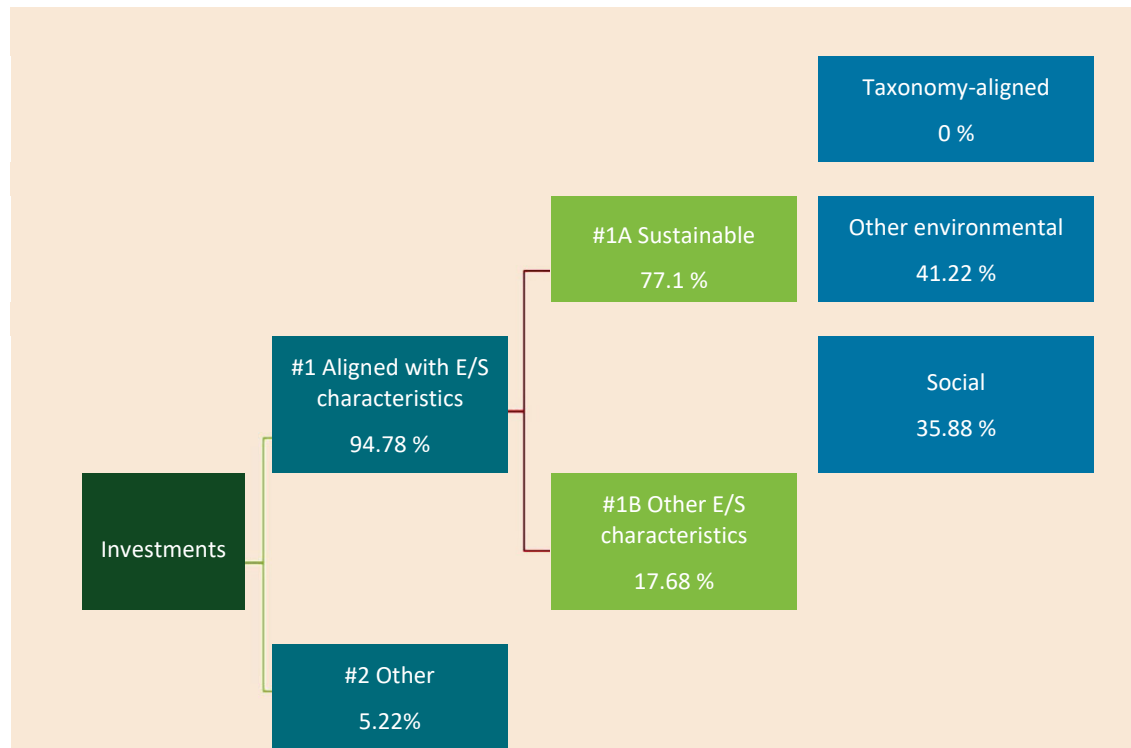 Taxonomy-aligned
0 %
#1A Sustainable
77.1 %
Other environmental
41.22 %
#1 Aligned with E/S
characteristics
94.78 %
Social
35.88 %
Investments
#1B Other E/S
characteristics
17.68 %
#2 Other
5.22%